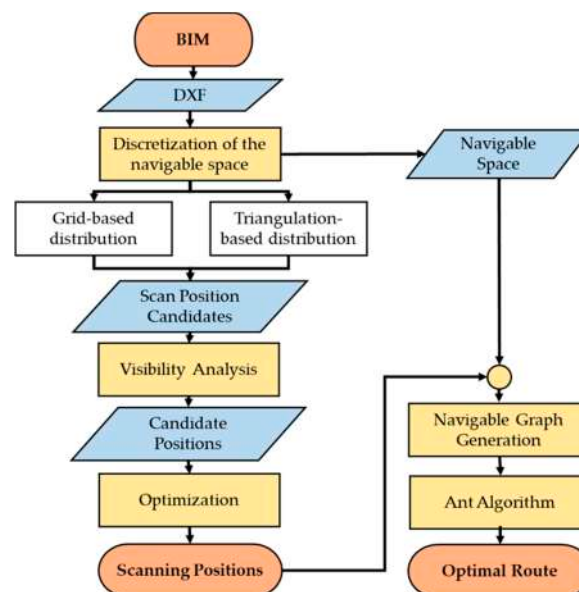 BIM
DXF
Discretization of the
navigable space
Navigable
Space
Grid-based
distribution
Triangulation-
based distribution
Scan Position
Candidates
Visibility Analysis
Candidate
Positions
Navigable Graph
Generation
Optimization
Ant Algorithm
Scanning Positions
Optimal Route